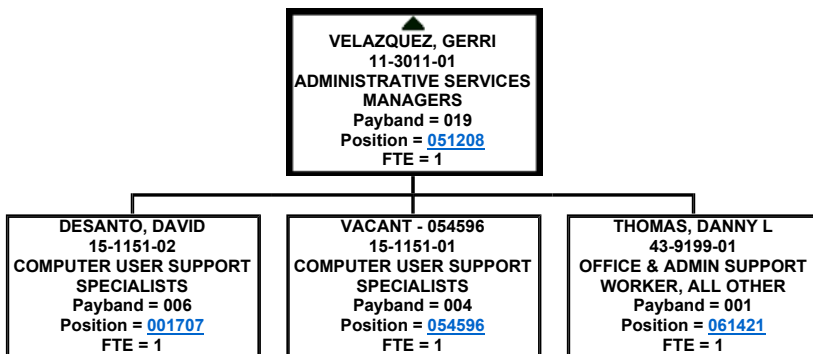 VELAZQUEZ, GERRI
11-3011-01
ADMINISTRATIVE SERVICES
MANAGERS
Payband = 019
Position = 051208
FTE = 1
DESANTO, DAVID
15-1151-02
COMPUTER USER SUPPORT
SPECIALISTS
Payband = 006
Position = 001707
FTE = 1
VACANT - 054596
15-1151-01
COMPUTER USER SUPPORT
SPECIALISTS
Payband = 004
Position = 054596
FTE = 1
THOMAS, DANNY L
43-9199-01
OFFICE & ADMIN SUPPORT
WORKER, ALL OTHER
Payband = 001
Position = 061421
FTE = 1